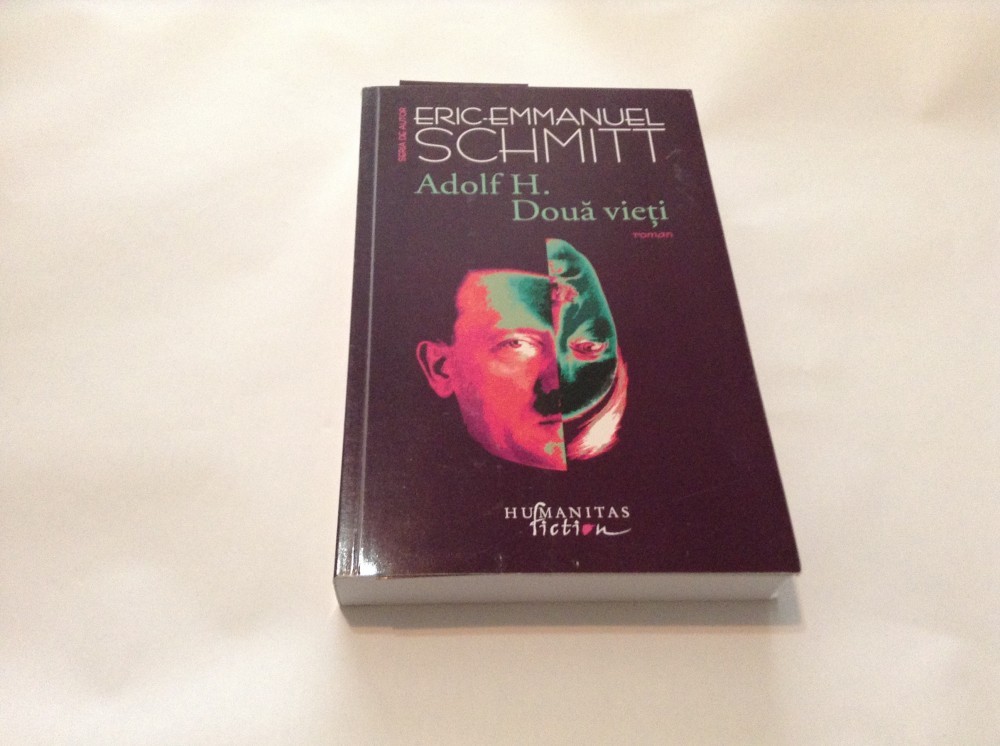 SERIA DE AUTOR
ERIC-EMMANUEL
SCHMITT
Adolf H.
Două vieți
roman
HUMANITAS
fiction